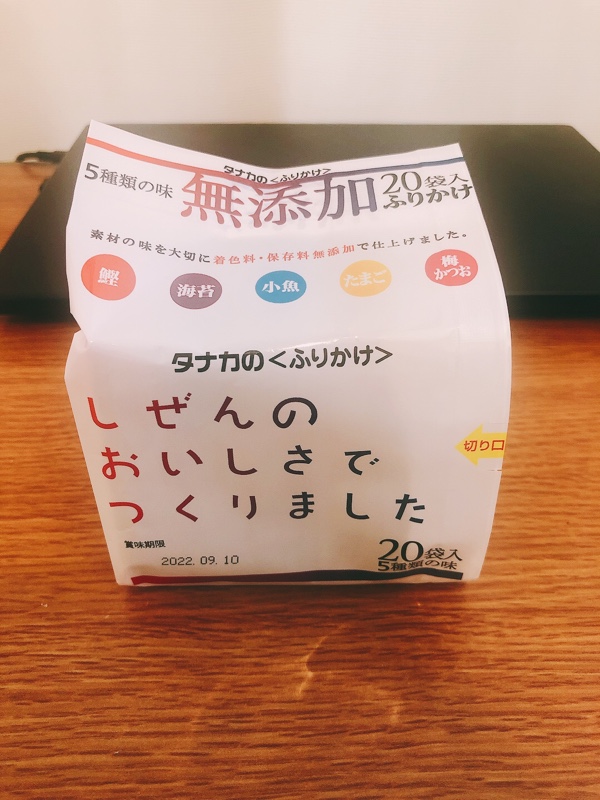 タナカの<ふりかけ>
5種類の味
無添加
20袋入
ふりかけ
素材の味を大切に着色料・保存料無添加で仕上げました。
鰹
海苔
小魚
たまご
梅
かつお
タナカの<ふりかけ>
しぜんの
おいしさで
つくりました
切り口
賞味期限
2022.09.10
20袋入
5種類の味